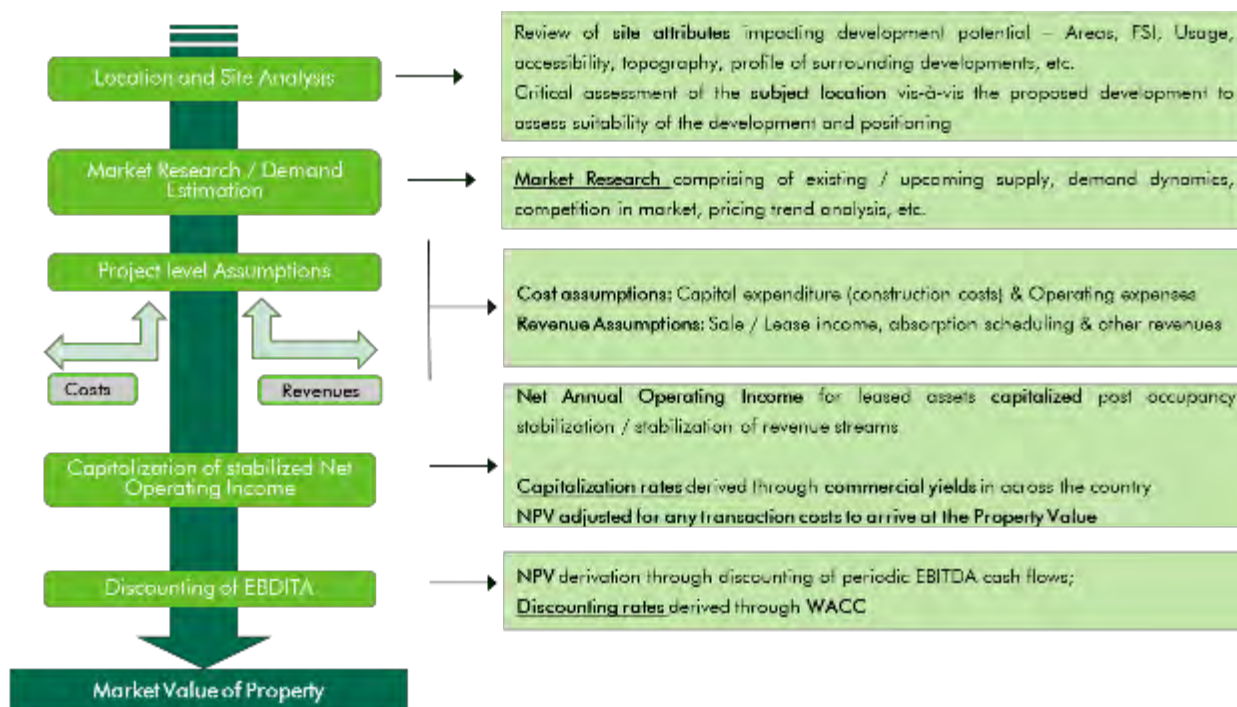 Location and Site Analysis
Review of site attributes impacting development potential – Areas, FSI, Usage,
accessibility, topography, profile of surrounding developments, etc.
Critical assessment of the subject location vis-à-vis the proposed development to
assess suitability of the development and positioning
Market Research / Demand
Estimation
Market Research comprising of existing / upcoming supply, demand dynamics,
competition in market, pricing trend analysis, etc.
Project level Assumptions
Costs
Revenues
Cost assumptions: Capital expenditure (construction costs) & Operating expenses
Revenue Assumptions: Sale / Lease income, absorption scheduling & other revenues
Capitalization of stabilized Net
Operating Income
Net Annual Operating Income for leased assets capitalized post occupancy
stabilization / stabilization of revenue streams
Capitalization rates derived through commercial yields in across the country
NPV adjusted for any transaction costs to arrive at the Property Value
Discounting of EBDITA
NPV derivation through discounting of periodic EBITDA cash flows;
Discounting rates derived through WACC
Market Value of Property